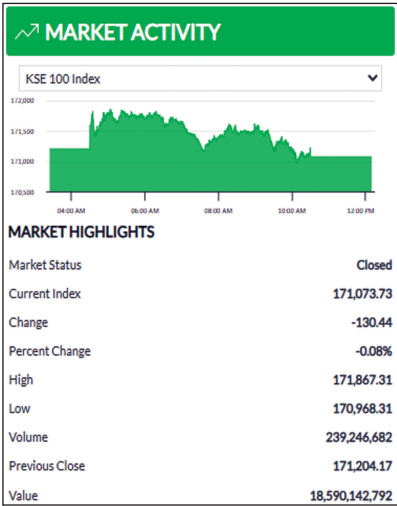 MARKET ACTIVITY
KSE 100 Index
172,000
171,500
171,000
170,500
04:00 AM 06:00 AM 08:00 AM 10:00 AM 12:00 PM
MARKET HIGHLIGHTS
Market Status Closed
Current Index 171,073.73
Change -130.44
Percent Change -0.08%
High 171,867.31
Low 170,968.31
Volume 239,246,682
Previous Close 171,204.17
Value 18,590,142,792